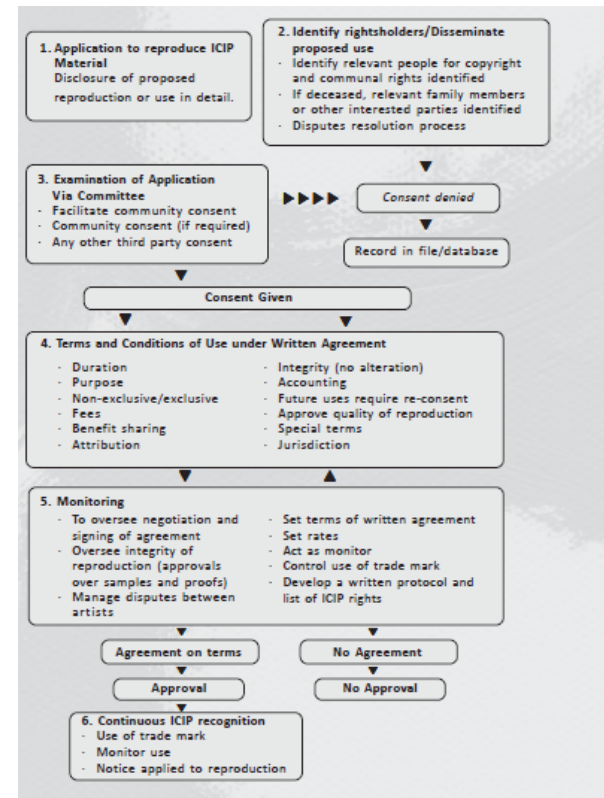 1. Application to reproduce ICIP
Material
Disclosure of proposed
reproduction or use in detail.
2. Identify rightsholders/Disseminate
proposed use
· Identify relevant people for copyright
and communal rights identified
· If deceased, relevant family members
or other interested parties identified
· Disputes resolution process
3. Examination of Application
Via Committee
· Facilitate community consent
· Community consent (if required)
· Any other third party consent
Consent denied
Record in file/database
Consent Given
4. Terms and Conditions of Use under Written Agreement
· Duration
· Purpose
· Non-exclusive/exclusive
· Fees
· Benefit sharing
· Attribution
· Integrity (no alteration)
· Accounting
· Future uses require re-consent
· Approve quality of reproduction
· Special terms
· Jurisdiction
5. Monitoring
· To oversee negotiation and
signing of agreement
· Oversee integrity of
reproduction (approvals
over samples and proofs)
· Manage disputes between
artists
· Set terms of written agreement
· Set rates
· Act as monitor
· Control use of trade mark
· Develop a written protocol and
list of ICIP rights
Agreement on terms
No Agreement
Approval
No Approval
6. Continuous ICIP recognition
· Use of trade mark
· Monitor use
· Notice applied to reproduction